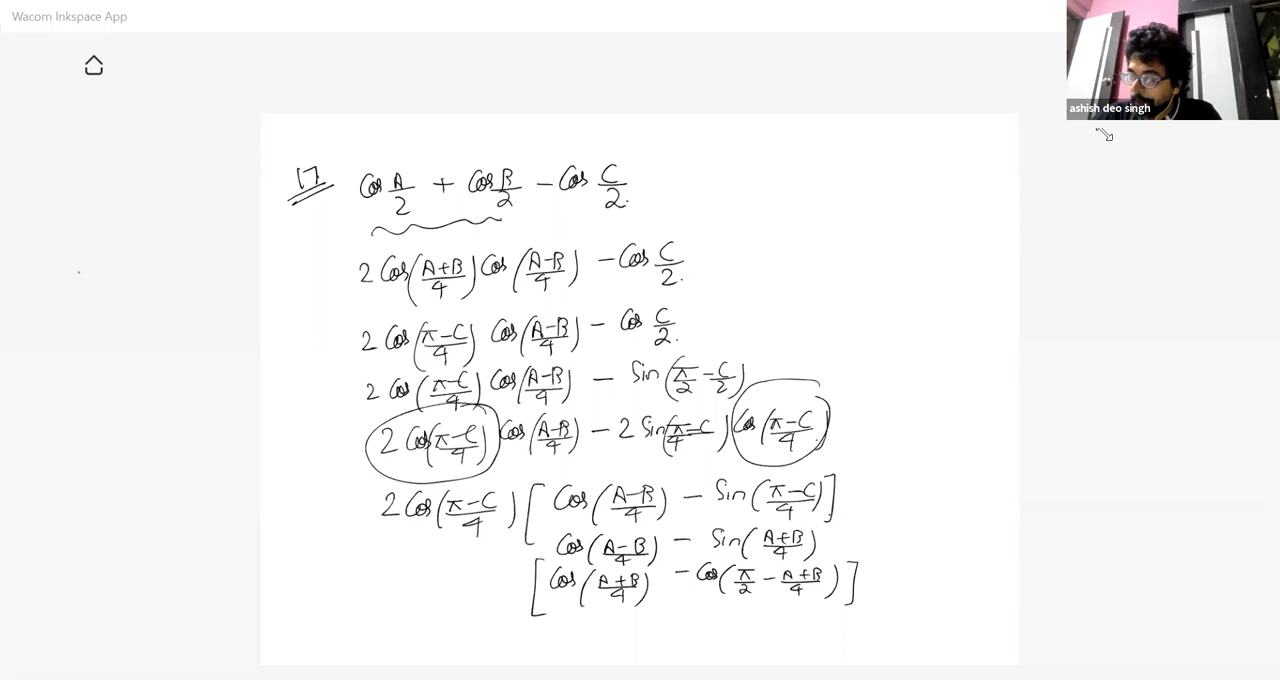 Wacom Inkspace App
ashish deo singh
17 Cos A/2 + Cos B/2 - Cos C/2.
2 Cos(A+B/4) Cos(A-B/4) - Cos C/2.
2 Cos(π-C/4) Cos(A-B/4) - Cos C/2.
2 Cos(π-C/4) Cos(A-B/4) - Sin(π/2 - C/2)
2 Cos(π-C/4) Cos(A-B/4) - 2 Sin(π-C/4) Cos(π-C/4)
2 Cos(π-C/4) [Cos(A-B/4) - Sin(π-C/4)]
Cos(A-B/4) - Sin(A+B/4)
[Cos(A+B/4) - Cos(π/2 - A+B/4)]